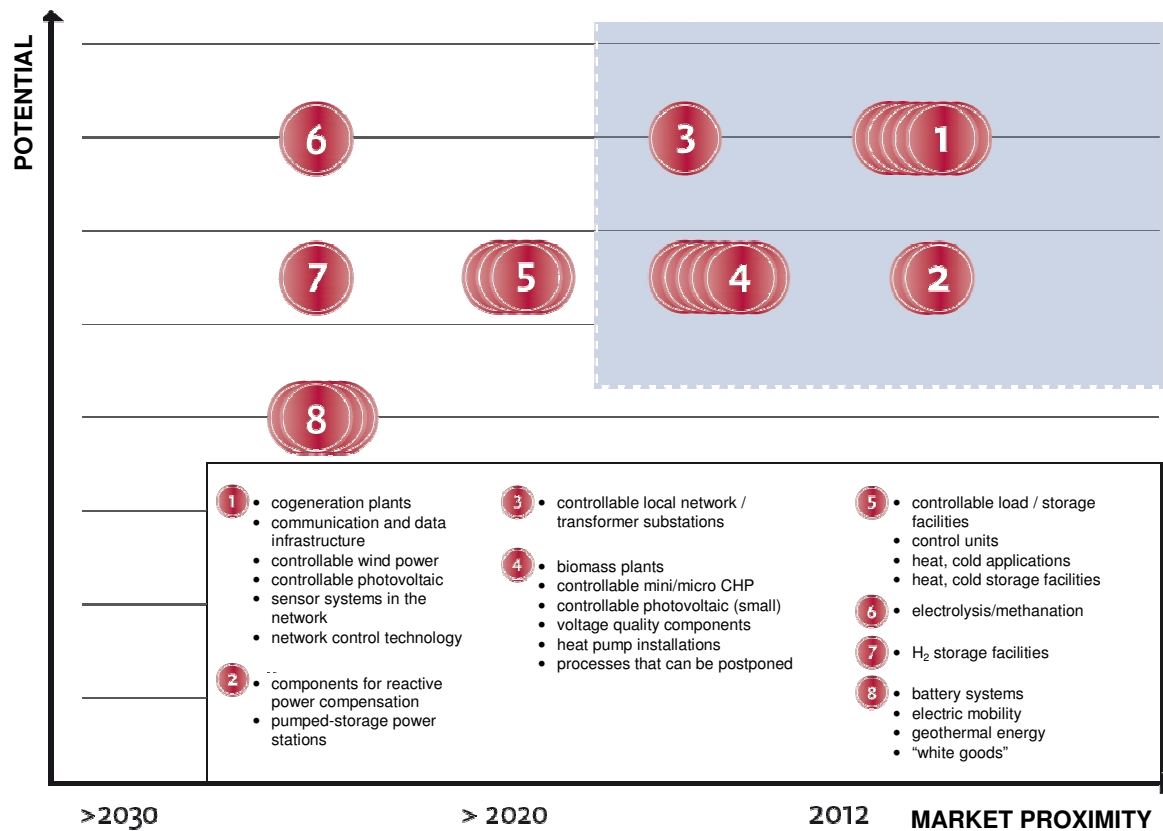 POTENTIAL
6
3
1
7
5
4
2
8
1
• cogeneration plants
• communication and data
infrastructure
• controllable wind power
• controllable photovoltaic
• sensor systems in the
network
• network control technology
2
• components for reactive
power compensation
• pumped-storage power
stations
3
• controllable local network /
transformer substations
4
• biomass plants
• controllable mini/micro CHP
• controllable photovoltaic (small)
• voltage quality components
• heat pump installations
• processes that can be postponed
5
• controllable load / storage
facilities
• control units
• heat, cold applications
• heat, cold storage facilities
6
• electrolysis/methanation
7
• H₂ storage facilities
8
• battery systems
• electric mobility
• geothermal energy
• “white goods”
>2030
> 2020
2012
MARKET PROXIMITY